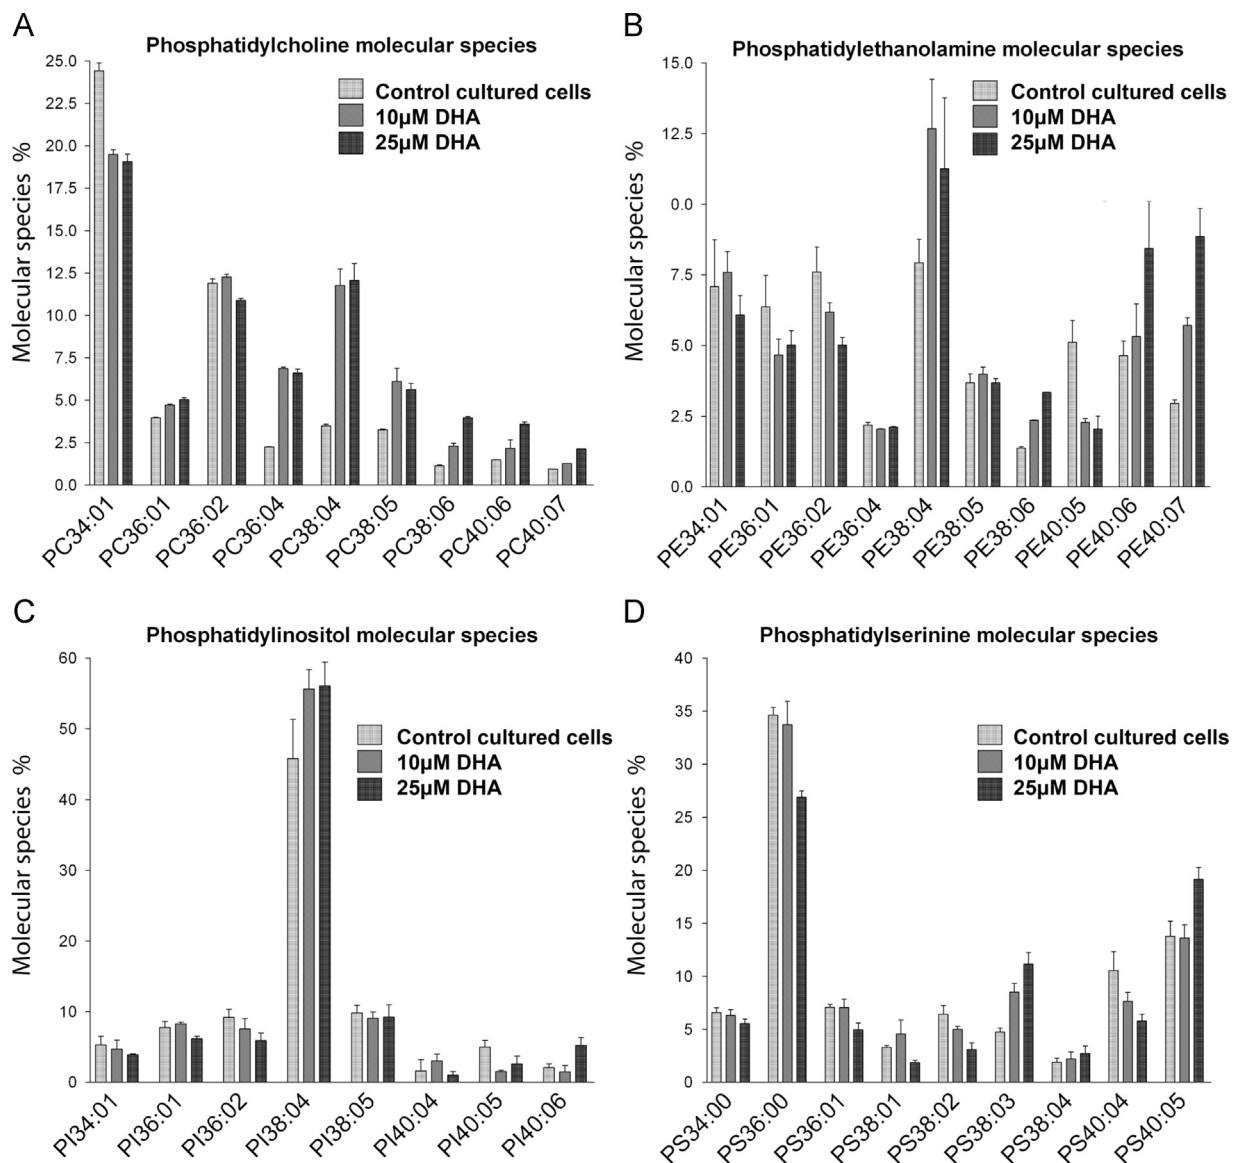 A
Phosphatidylcholine molecular species
Molecular species %
25.0
22.5
20.0
17.5
15.0
12.5
10.0
7.5
5.0
2.5
0.0
Control cultured cells
10µM DHA
25µM DHA
PC34:01
PC36:01
PC36:02
PC36:04
PC38:04
PC38:05
PC38:06
PC40:06
PC40:07
B
Phosphatidylethanolamine molecular species
Molecular species %
15.0
12.5
0.0
7.5
5.0
2.5
0.0
Control cultured cells
10µM DHA
25µM DHA
PE34:01
PE36:01
PE36:02
PE36:04
PE38:04
PE38:05
PE38:06
PE40:05
PE40:06
PE40:07
C
Phosphatidylinositol molecular species
Molecular species %
60
50
40
30
20
10
0
Control cultured cells
10µM DHA
25µM DHA
PI34:01
PI36:01
PI36:02
PI38:04
PI38:05
PI40:04
PI40:05
PI40:06
D
Phosphatidylserinine molecular species
Molecular species %
40
35
30
25
20
15
10
5
0
Control cultured cells
10µM DHA
25µM DHA
PS34:00
PS36:00
PS36:01
PS38:01
PS38:02
PS38:03
PS38:04
PS40:04
PS40:05